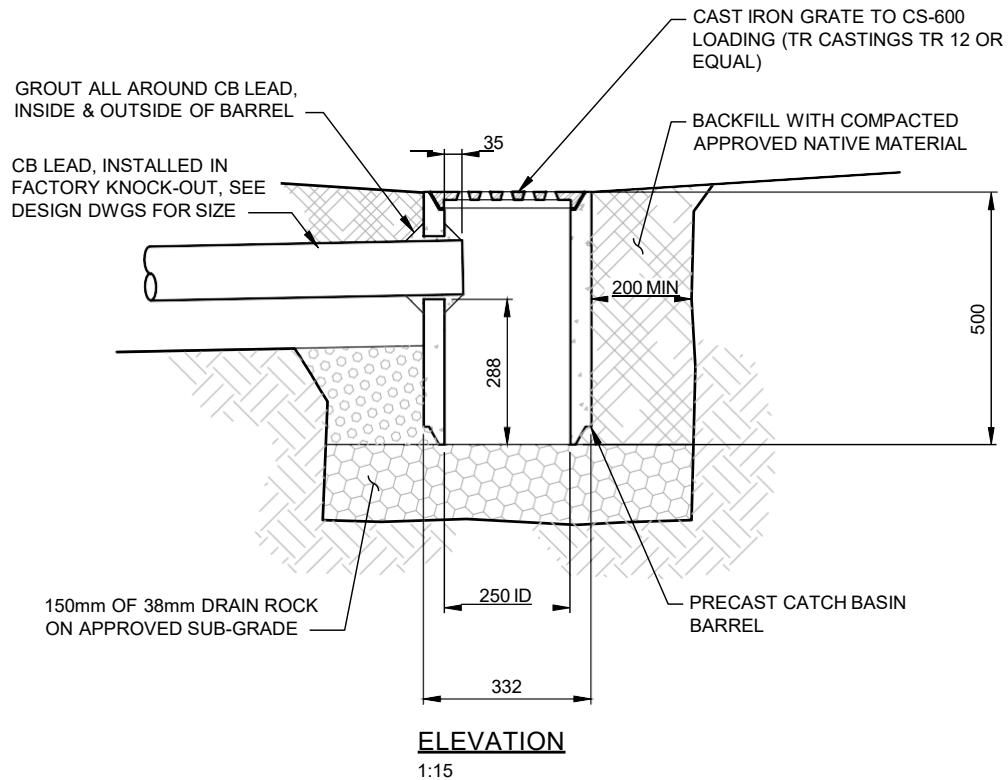 CAST IRON GRATE TO CS-600
LOADING (TR CASTINGS TR 12 OR
EQUAL)
GROUT ALL AROUND CB LEAD,
INSIDE & OUTSIDE OF BARREL
BACKFILL WITH COMPACTED
APPROVED NATIVE MATERIAL
35
CB LEAD, INSTALLED IN
FACTORY KNOCK-OUT, SEE
DESIGN DWGS FOR SIZE
200 MIN
500
288
150mm OF 38mm DRAIN ROCK
ON APPROVED SUB-GRADE
250 ID
PRECAST CATCH BASIN
BARREL
332
ELEVATION
1:15